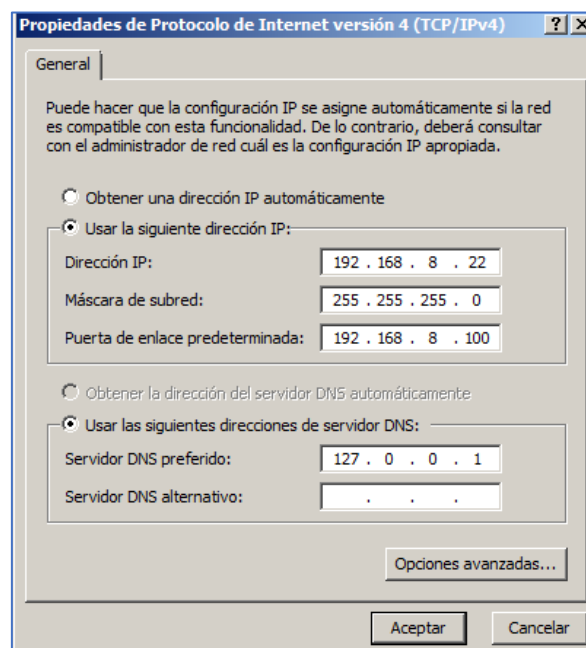 Propiedades de Protocolo de Internet versión 4 (TCP/IPv4)
General
Puede hacer que la configuración IP se asigne automáticamente si la red
es compatible con esta funcionalidad. De lo contrario, deberá consultar
con el administrador de red cuál es la configuración IP apropiada.
Obtener una dirección IP automáticamente
Usar la siguiente dirección IP:
Dirección IP: 192 . 168 . 8 . 22
Máscara de subred: 255 . 255 . 255 . 0
Puerta de enlace predeterminada: 192 . 168 . 8 . 100
Obtener la dirección del servidor DNS automáticamente
Usar las siguientes direcciones de servidor DNS:
Servidor DNS preferido: 127 . 0 . 0 . 1
Servidor DNS alternativo: . . .
Opciones avanzadas...
Aceptar Cancelar